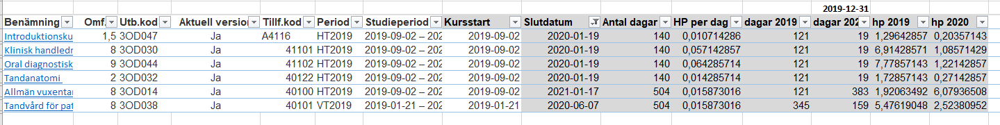 2019-12-31
Benämning Omf. Utb.kod Aktuell version Tillf.kod Period Studieperiod Kursstart Slutdatum Antal dagar HP per dag dagar 2019 dagar 202 hp 2019 hp 2020
Introduktionsku 1,5 3OD047 Ja A4116 HT2019 2019-09-02 – 202 2019-09-02 2020-01-19 140 0,010714286 121 19 1,29642857 0,20357143
Klinisk handledr 8 3OD030 Ja 41101 HT2019 2019-09-02 – 202 2019-09-02 2020-01-19 140 0,057142857 121 19 6,91428571 1,08571429
Oral diagnostisk 9 3OD044 Ja 41102 HT2019 2019-09-02 – 202 2019-09-02 2020-01-19 140 0,064285714 121 19 7,77857143 1,22142857
Tandanatomi 2 3OD032 Ja 40122 HT2019 2019-09-02 – 202 2019-09-02 2020-01-19 140 0,014285714 121 19 1,72857143 0,27142857
Allmän vuxentar 8 3OD014 Ja 40100 HT2019 2019-09-02 – 202 2019-09-02 2021-01-17 504 0,015873016 121 383 1,92063492 6,07936508
Tandvård för pat 8 3OD038 Ja 40101 VT2019 2019-01-21 – 202 2019-01-21 2020-06-07 504 0,015873016 345 159 5,47619048 2,52380952